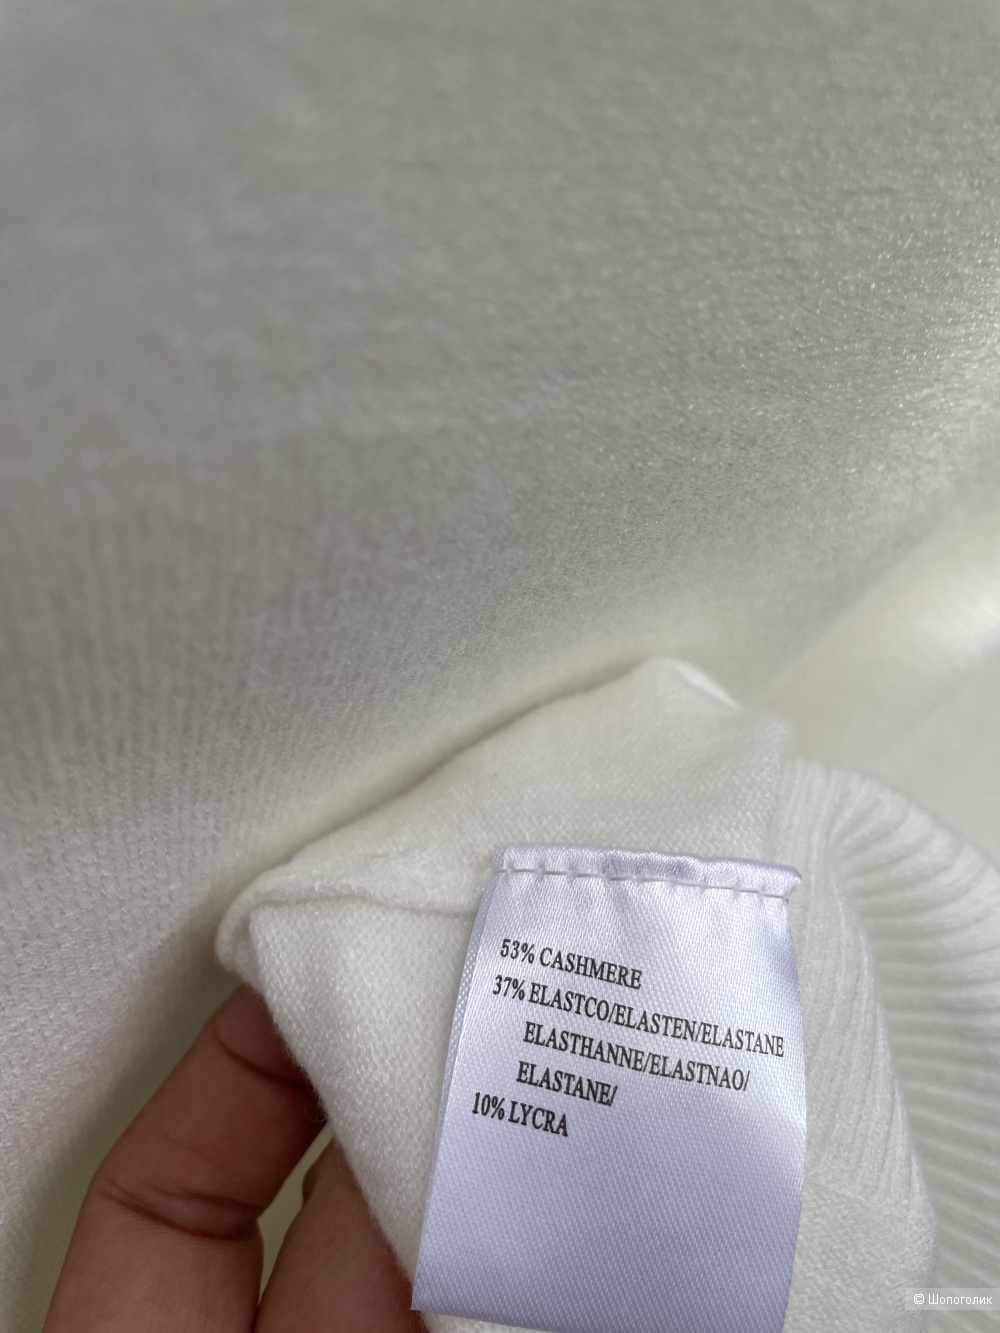 53% CASHMERE
37% ELASTCO/ELASTEN/ELASTANE
ELASTHANNE/ELASTNAO/
ELASTANE/
10% LYCRA
© Шопоголик